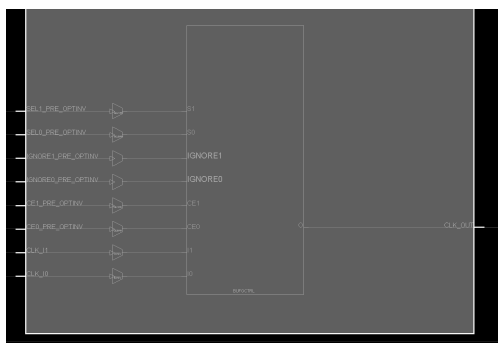 SEL1_PRE_OPTINV S1
SEL0_PRE_OPTINV S0
IGNORE1_PRE_OPTINV IGNORE1
IGNORE0_PRE_OPTINV IGNORE0
CE1_PRE_OPTINV CE1
CE0_PRE_OPTINV CE0 O CLK_OUT
CLK_I1 I1
CLK_I0 I0
BUFGCTRL